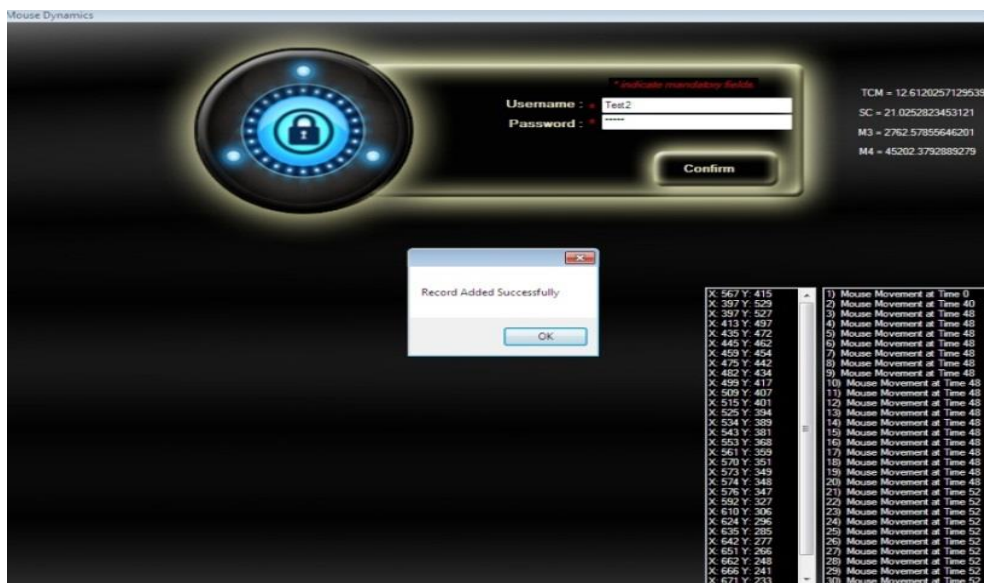 Mouse Dynamics
* indicate mandatory fields
Username : * Test2
Password : * *****
Confirm
TCM = 12.6120257129539
SC = 21.0252823453121
M3 = 2762.57855646201
M4 = 45202.3792889279
Record Added Successfully
OK
X: 567 Y: 415
X: 397 Y: 529
X: 397 Y: 527
X: 413 Y: 497
X: 435 Y: 472
X: 445 Y: 462
X: 459 Y: 454
X: 475 Y: 442
X: 482 Y: 434
X: 499 Y: 417
X: 509 Y: 407
X: 515 Y: 401
X: 525 Y: 394
X: 534 Y: 389
X: 543 Y: 381
X: 553 Y: 368
X: 561 Y: 359
X: 570 Y: 351
X: 573 Y: 349
X: 574 Y: 348
X: 576 Y: 347
X: 592 Y: 327
X: 610 Y: 306
X: 624 Y: 296
X: 635 Y: 285
X: 642 Y: 277
X: 651 Y: 266
X: 662 Y: 248
X: 666 Y: 241
X: 671 Y: 233
1) Mouse Movement at Time 0
2) Mouse Movement at Time 40
3) Mouse Movement at Time 48
4) Mouse Movement at Time 48
5) Mouse Movement at Time 48
6) Mouse Movement at Time 48
7) Mouse Movement at Time 48
8) Mouse Movement at Time 48
9) Mouse Movement at Time 48
10) Mouse Movement at Time 48
11) Mouse Movement at Time 48
12) Mouse Movement at Time 48
13) Mouse Movement at Time 48
14) Mouse Movement at Time 48
15) Mouse Movement at Time 48
16) Mouse Movement at Time 48
17) Mouse Movement at Time 48
18) Mouse Movement at Time 48
19) Mouse Movement at Time 48
20) Mouse Movement at Time 48
21) Mouse Movement at Time 52
22) Mouse Movement at Time 52
23) Mouse Movement at Time 52
24) Mouse Movement at Time 52
25) Mouse Movement at Time 52
26) Mouse Movement at Time 52
27) Mouse Movement at Time 52
28) Mouse Movement at Time 52
29) Mouse Movement at Time 52
30) Mouse Movement at Time 52